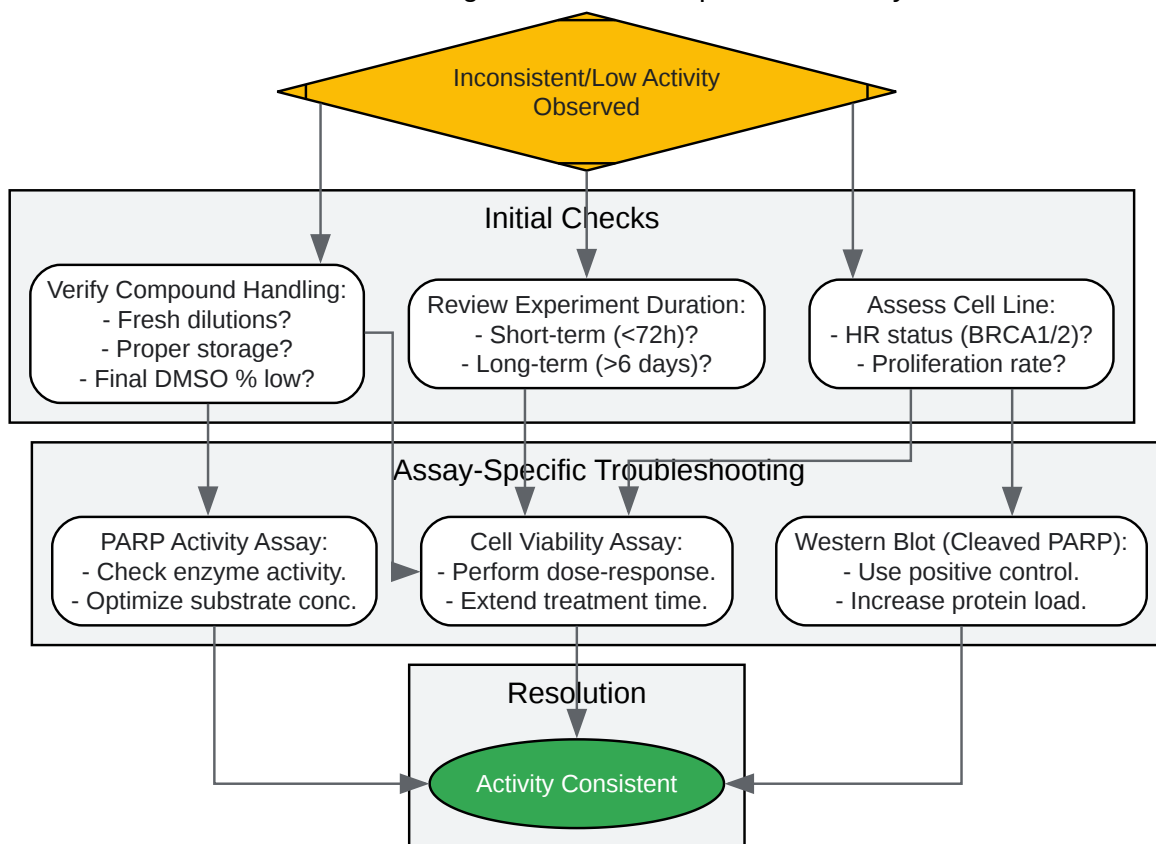 Inconsistent/Low Activity
Observed
Initial Checks
Verify Compound Handling:
- Fresh dilutions?
- Proper storage?
- Final DMSO % low?
Review Experiment Duration:
- Short-term (<72h)?
- Long-term (>6 days)?
Assess Cell Line:
- HR status (BRCA1/2)?
- Proliferation rate?
Assay-Specific Troubleshooting
PARP Activity Assay:
- Check enzyme activity.
- Optimize substrate conc.
Cell Viability Assay:
- Perform dose-response.
- Extend treatment time.
Western Blot (Cleaved PARP):
- Use positive control.
- Increase protein load.
Resolution
Activity Consistent